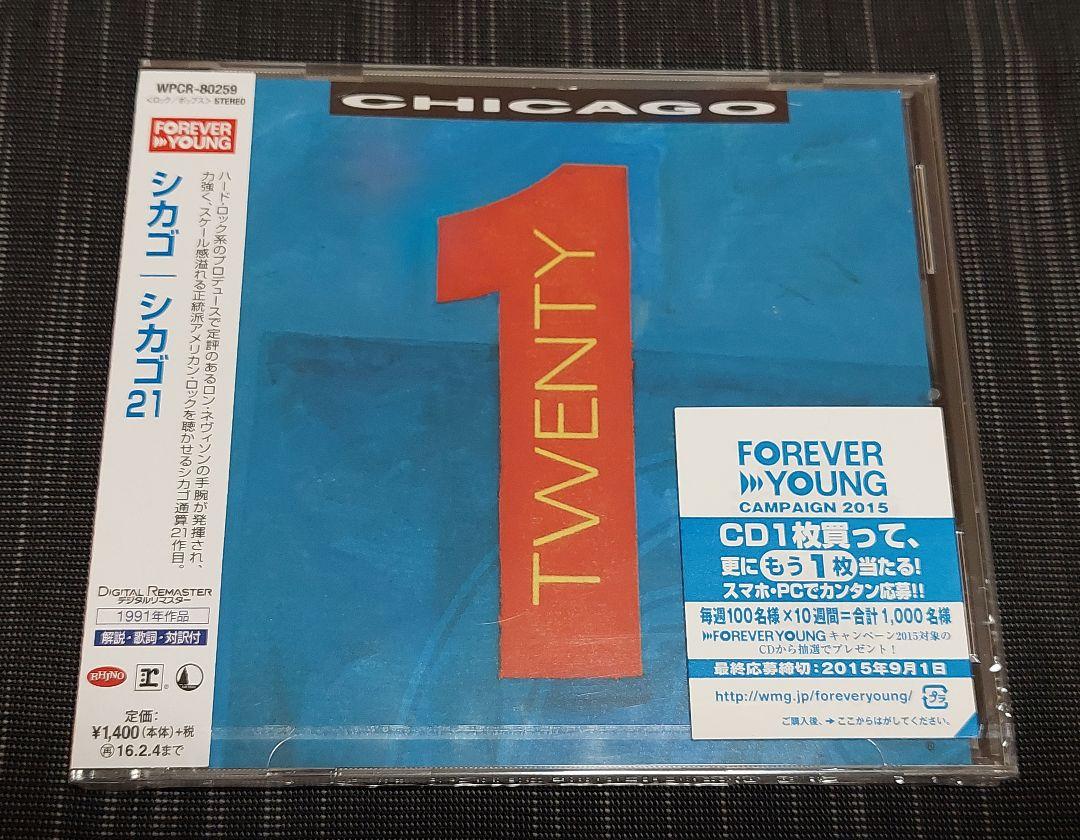 WPCR-80259
<ロック/ポップス> STEREO
FOREVER
YOUNG
シカゴ｜シカゴ21
ハード・ロック系のプロデュースで定評のあるロン・ネヴィソンの手腕が発揮され、
力強く、スケール感溢れる正統派アメリカン・ロックを聴かせるシカゴ通算21作目。
DIGITAL REMASTER
デジタルリマスター
1991年作品
解説・歌詞・対訳付
RHINO
r
®
定価:
¥1,400(本体)+税
再16.2.4まで
CHICAGO
1
TWENTY
FOREVER
YOUNG
CAMPAIGN 2015
CD1枚買って、
更にもう1枚当たる!
スマホ・PCでカンタン応募!!
毎週100名様×10週間=合計1,000名様
FOREVER YOUNG キャンペーン2015対象の
CDから抽選でプレゼント!
最終応募締切:2015年9月1日
http://wmg.jp/foreveryoung/ プラ
ご購入後、→ここからはがしてください。
®